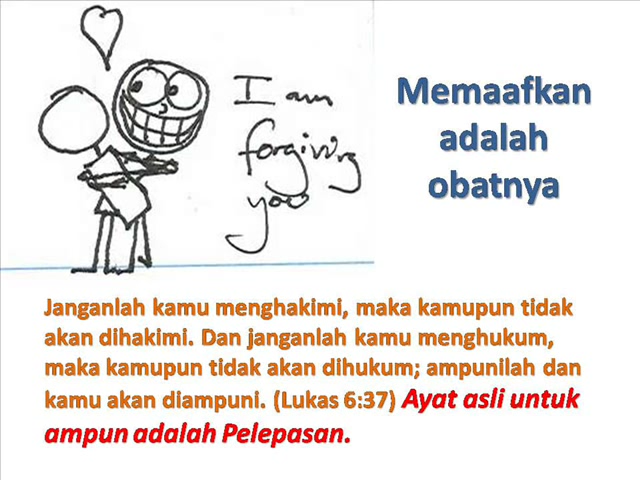 I am
forgiving
you
Memaafkan
adalah
obatnya
Janganlah kamu menghakimi, maka kamupun tidak
akan dihakimi. Dan janganlah kamu menghukum,
maka kamupun tidak akan dihukum; ampunilah dan
kamu akan diampuni. (Lukas 6:37) Ayat asli untuk
ampun adalah Pelepasan.